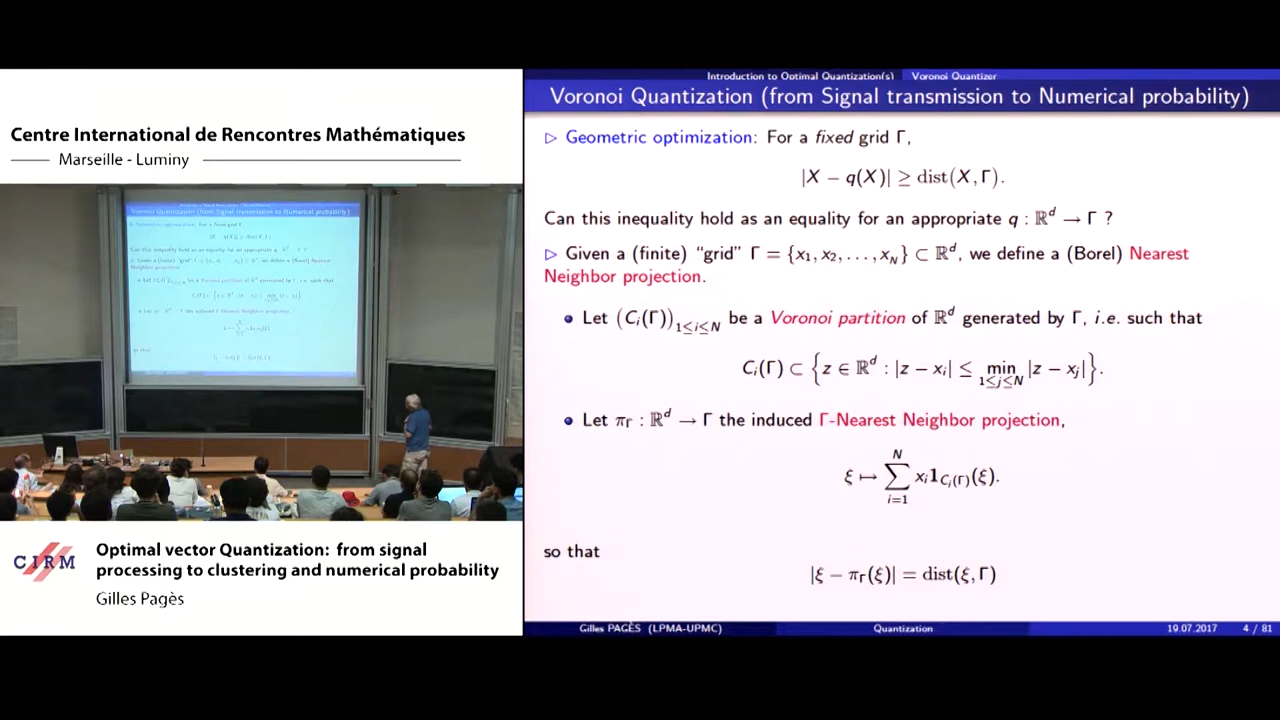 Centre International de Rencontres Mathématiques
Marseille - Luminy
CIRM
Optimal vector Quantization: from signal
processing to clustering and numerical probability
Gilles Pagès
Introduction to Optimal Quantization(s) Voronoi Quantizer
Voronoi Quantization (from Signal transmission to Numerical probability)
▷ Geometric optimization: For a fixed grid Γ,
|X − q(X)| ≥ dist(X, Γ).
Can this inequality hold as an equality for an appropriate q : ℝ^d → Γ ?
▷ Given a (finite) “grid” Γ = {x₁, x₂, . . . , x_N} ⊂ ℝ^d, we define a (Borel) Nearest
Neighbor projection.
● Let (C_i(Γ))_{1≤i≤N} be a Voronoi partition of ℝ^d generated by Γ, i.e. such that
C_i(Γ) ⊂ {z ∈ ℝ^d : |z − x_i| ≤ min_{1≤j≤N} |z − x_j|}.
● Let π_Γ : ℝ^d → Γ the induced Γ-Nearest Neighbor projection,
ξ ↦ ∑_{i=1}^{N} x_i 1_{C_i(Γ)}(ξ).
so that
|ξ − π_Γ(ξ)| = dist(ξ, Γ)
Gilles PAGÈS (LPMA-UPMC) Quantization 19.07.2017 4 / 81